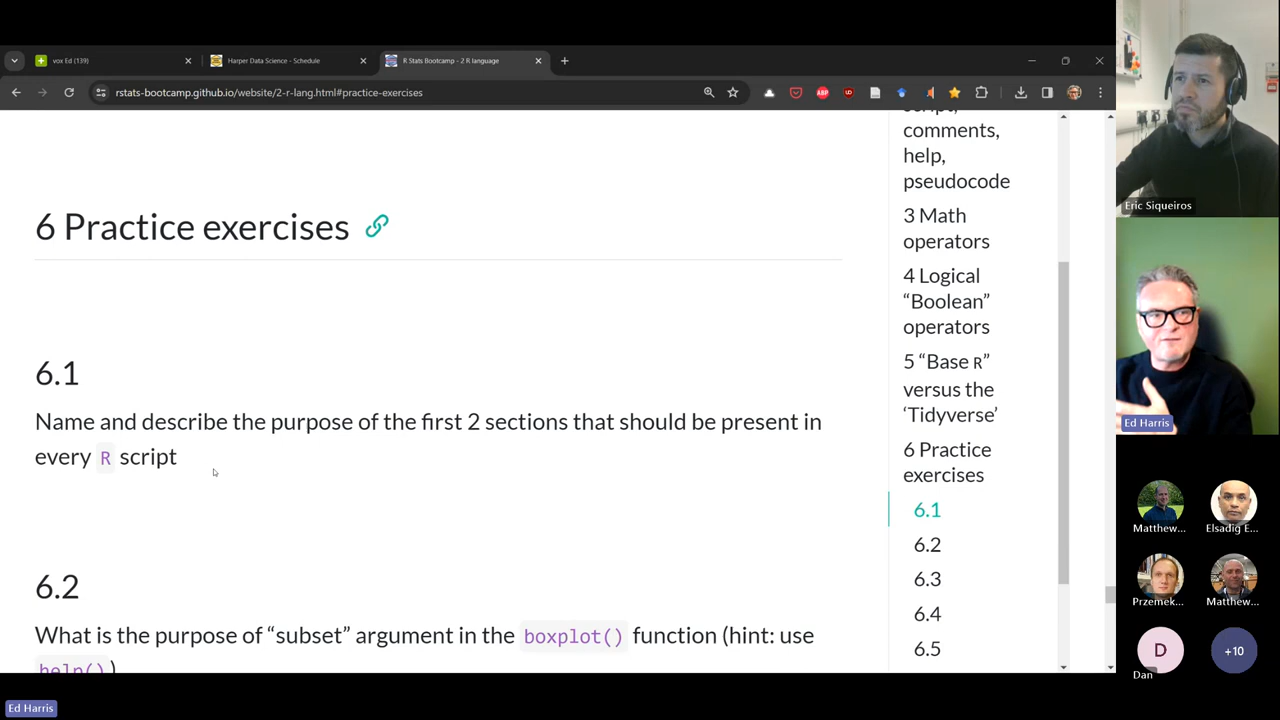 vox Ed (139)
Harper Data Science - Schedule
R Stats Bootcamp - 2 R language
rstats-bootcamp.github.io/website/2-r-lang.html#practice-exercises
6 Practice exercises
6.1
Name and describe the purpose of the first 2 sections that should be present in
every R script
6.2
What is the purpose of “subset” argument in the boxplot() function (hint: use
help())
script,
comments,
help,
pseudocode
3 Math
operators
4 Logical
“Boolean”
operators
5 “Base R”
versus the
‘Tidyverse’
6 Practice
exercises
6.1
6.2
6.3
6.4
6.5
Eric Siqueiros
Ed Harris
Matthew...
Elsadig E...
Przemek...
Matthew...
D
Dan
+10
Ed Harris